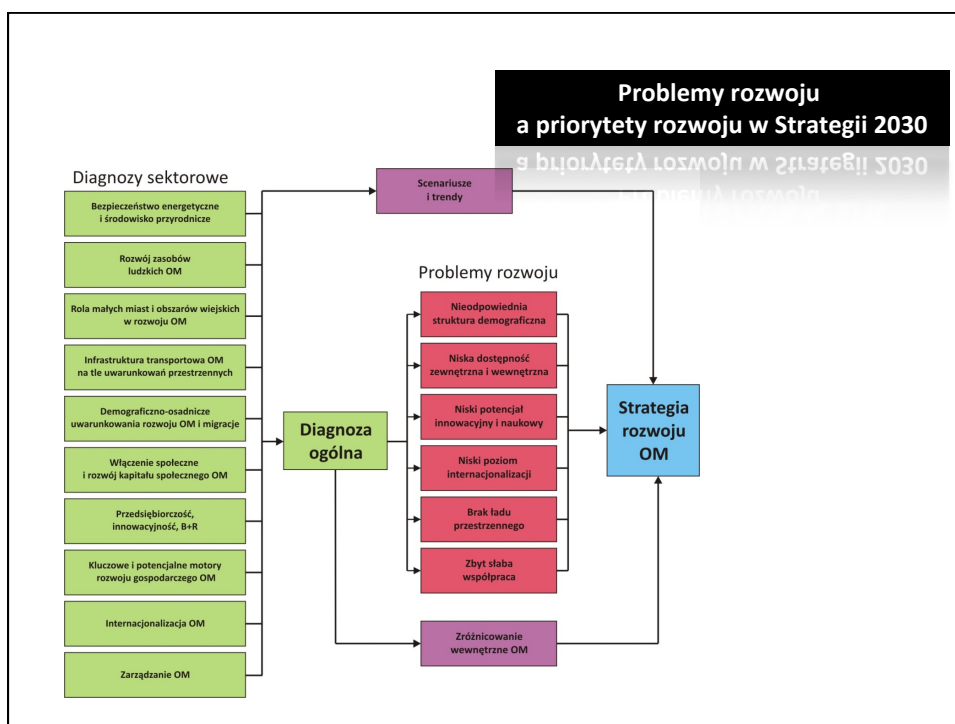 Problemy rozwoju
a priorytety rozwoju w Strategii 2030
Diagnozy sektorowe
Bezpieczeństwo energetyczne
i środowisko przyrodnicze
Rozwój zasobów
ludzkich OM
Rola małych miast i obszarów wiejskich
w rozwoju OM
Infrastruktura transportowa OM
na tle uwarunkowań przestrzennych
Demograficzno-osadnicze
uwarunkowania rozwoju OM i migracje
Włączenie społeczne
i rozwój kapitału społecznego OM
Przedsiębiorczość,
innowacyjność, B+R
Kluczowe i potencjalne motory
rozwoju gospodarczego OM
Internacjonalizacja OM
Zarządzanie OM
Scenariusze
i trendy
Diagnoza
ogólna
Problemy rozwoju
Nieodpowiednia
struktura demograficzna
Niska dostępność
zewnętrzna i wewnętrzna
Niski potencjał
innowacyjny i naukowy
Niski poziom
internacjonalizacji
Brak ładu
przestrzennego
Zbyt słaba
współpraca
Zróżnicowanie
wewnętrzne OM
Strategia
rozwoju
OM